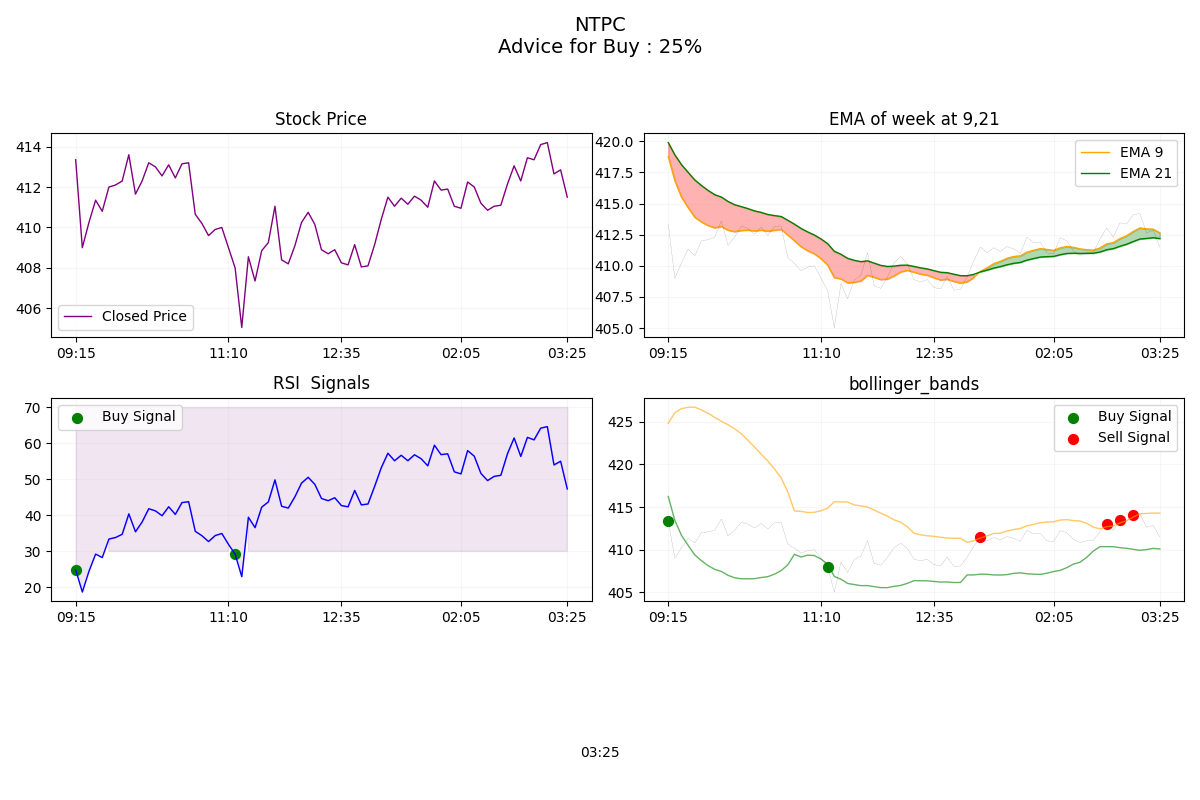 NTPC
Advice for Buy : 25%
Stock Price
414
412
410
408
406
Closed Price
09:15 11:10 12:35 02:05 03:25
EMA of week at 9,21
420.0
417.5
415.0
412.5
410.0
407.5
405.0
EMA 9
EMA 21
09:15 11:10 12:35 02:05 03:25
RSI  Signals
70
60
50
40
30
20
Buy Signal
09:15 11:10 12:35 02:05 03:25
bollinger_bands
425
420
415
410
405
Buy Signal
Sell Signal
09:15 11:10 12:35 02:05 03:25
03:25